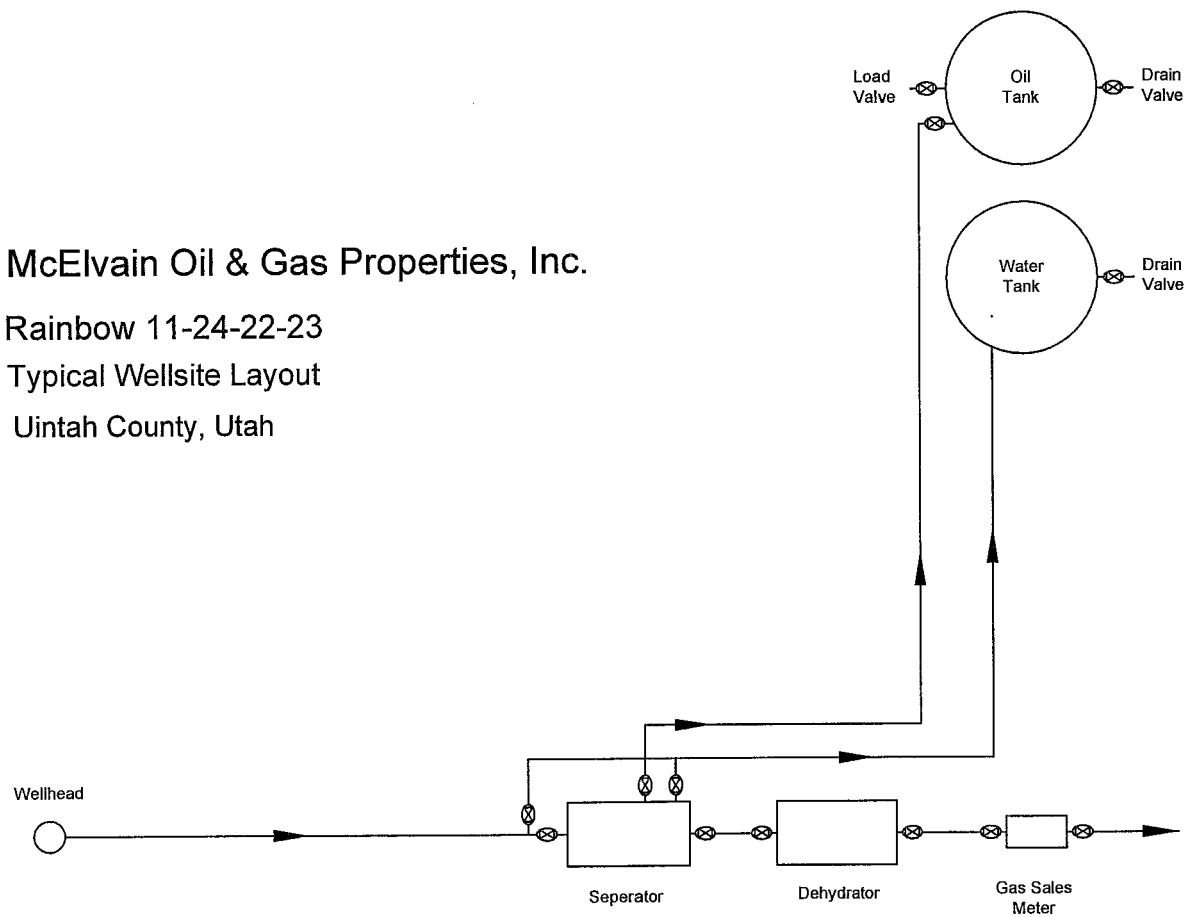 Load
Valve
Oil
Tank
Drain
Valve
McElvain Oil & Gas Properties, Inc.
Rainbow 11-24-22-23
Typical Wellsite Layout
Uintah County, Utah
Water
Tank
Drain
Valve
Wellhead
Seperator
Dehydrator
Gas Sales
Meter